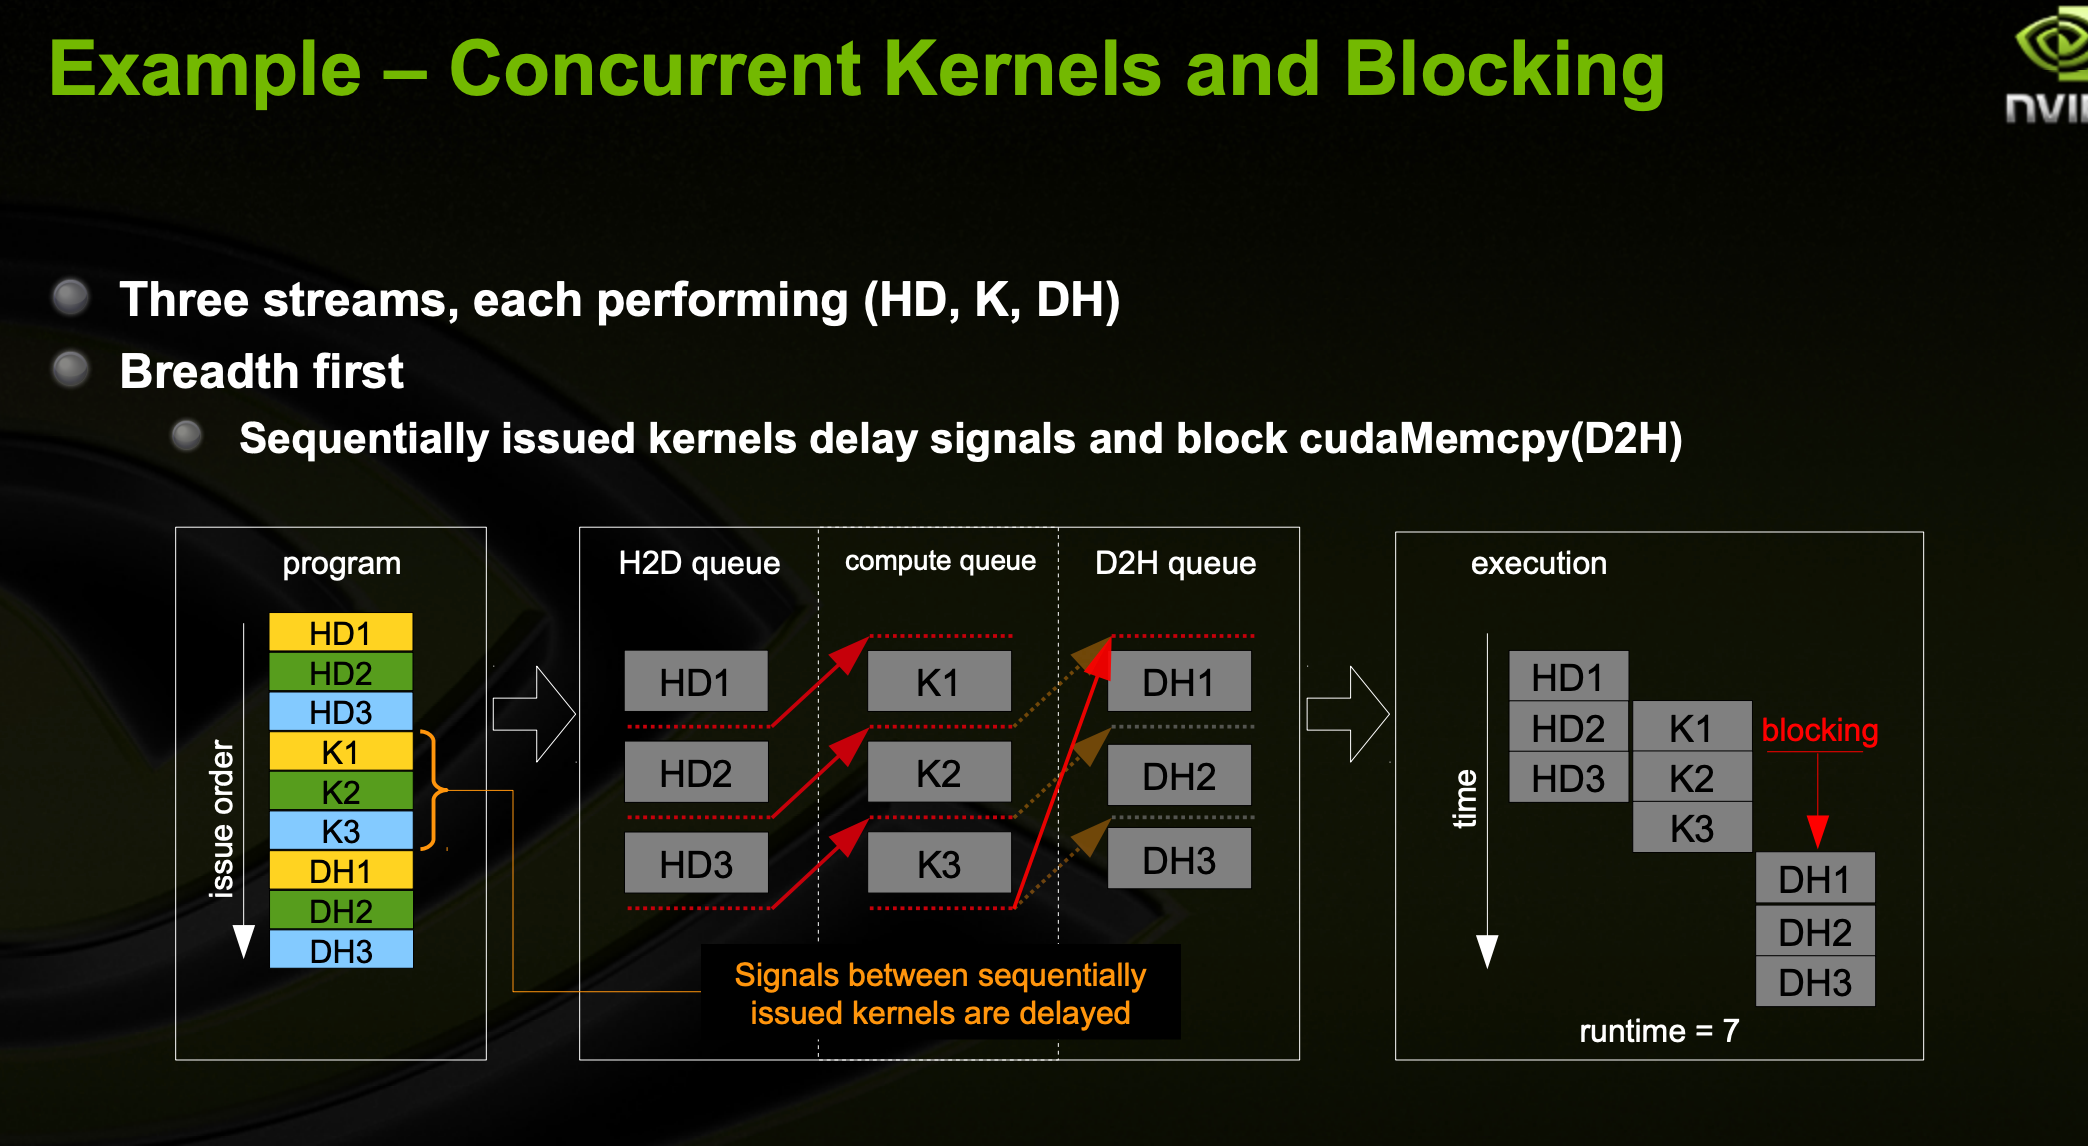 Example – Concurrent Kernels and Blocking
Three streams, each performing (HD, K, DH)
Breadth first
Sequentially issued kernels delay signals and block cudaMemcpy(D2H)
program
issue order
HD1
HD2
HD3
K1
K2
K3
DH1
DH2
DH3
H2D queue
compute queue
D2H queue
HD1
K1
DH1
HD2
K2
DH2
HD3
K3
DH3
Signals between sequentially
issued kernels are delayed
execution
time
HD1
HD2
K1
blocking
HD3
K2
K3
DH1
DH2
DH3
runtime = 7